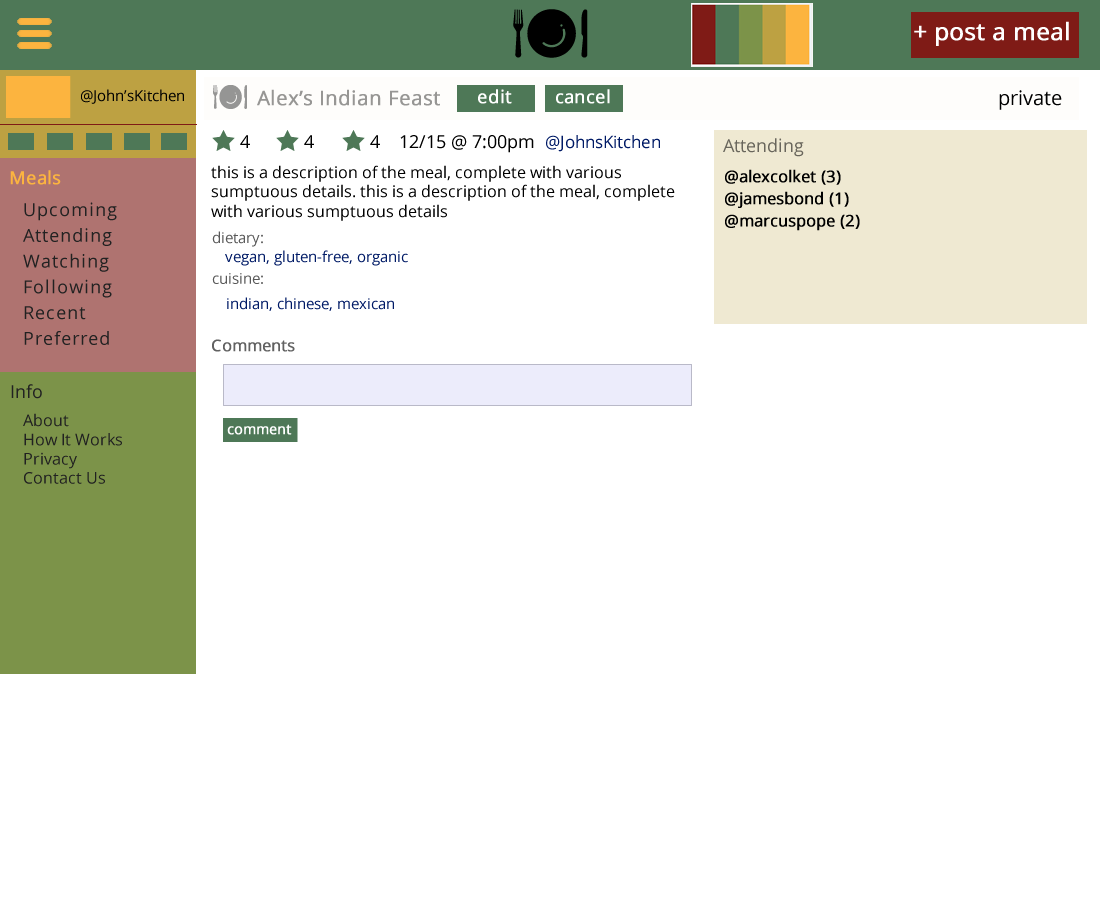 + post a meal
@John’sKitchen
Meals
Upcoming
Attending
Watching
Following
Recent
Preferred
Info
About
How It Works
Privacy
Contact Us
Alex’s Indian Feast
edit
cancel
private
4
4
4
12/15 @ 7:00pm
@JohnsKitchen
this is a description of the meal, complete with various
sumptuous details. this is a description of the meal, complete
with various sumptuous details
dietary:
vegan, gluten-free, organic
cuisine:
indian, chinese, mexican
Comments
comment
Attending
@alexcolket (3)
@jamesbond (1)
@marcuspope (2)